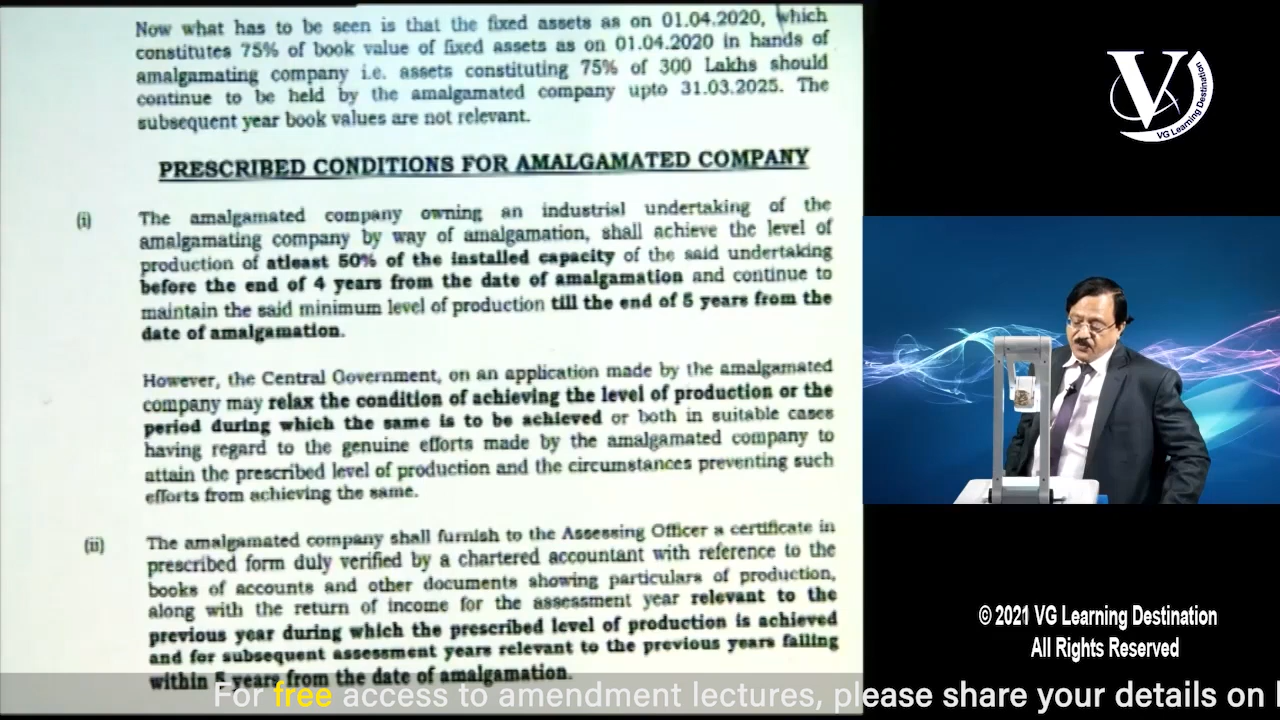 Now what has to be seen is that the fixed assets as on 01.04.2020, which
constitutes 75% of book value of fixed assets as on 01.04.2020 in hands of
amalgamating company i.e. assets constituting 75% of 300 Lakhs should
continue to be held by the amalgamated company upto 31.03.2025. The
subsequent year book values are not relevant.
PRESCRIBED CONDITIONS FOR AMALGAMATED COMPANY
(i) The amalgamated company owning an industrial undertaking of the
amalgamating company by way of amalgamation, shall achieve the level of
production of atleast 50% of the installed capacity of the said undertaking
before the end of 4 years from the date of amalgamation and continue to
maintain the said minimum level of production till the end of 5 years from the
date of amalgamation.
However, the Central Government, on an application made by the amalgamated
company may relax the condition of achieving the level of production or the
period during which the same is to be achieved or both in suitable cases
having regard to the genuine efforts made by the amalgamated company to
attain the prescribed level of production and the circumstances preventing such
efforts from achieving the same.
(ii) The amalgamated company shall furnish to the Assessing Officer a certificate in
prescribed form duly verified by a chartered accountant with reference to the
books of accounts and other documents showing particulars of production,
along with the return of income for the assessment year relevant to the
previous year during which the prescribed level of production is achieved
and for subsequent assessment years relevant to the previous years falling
within 5 years from the date of amalgamation.
VG
VG Learning Destination
© 2021 VG Learning Destination
All Rights Reserved
For free access to amendment lectures, please share your details on